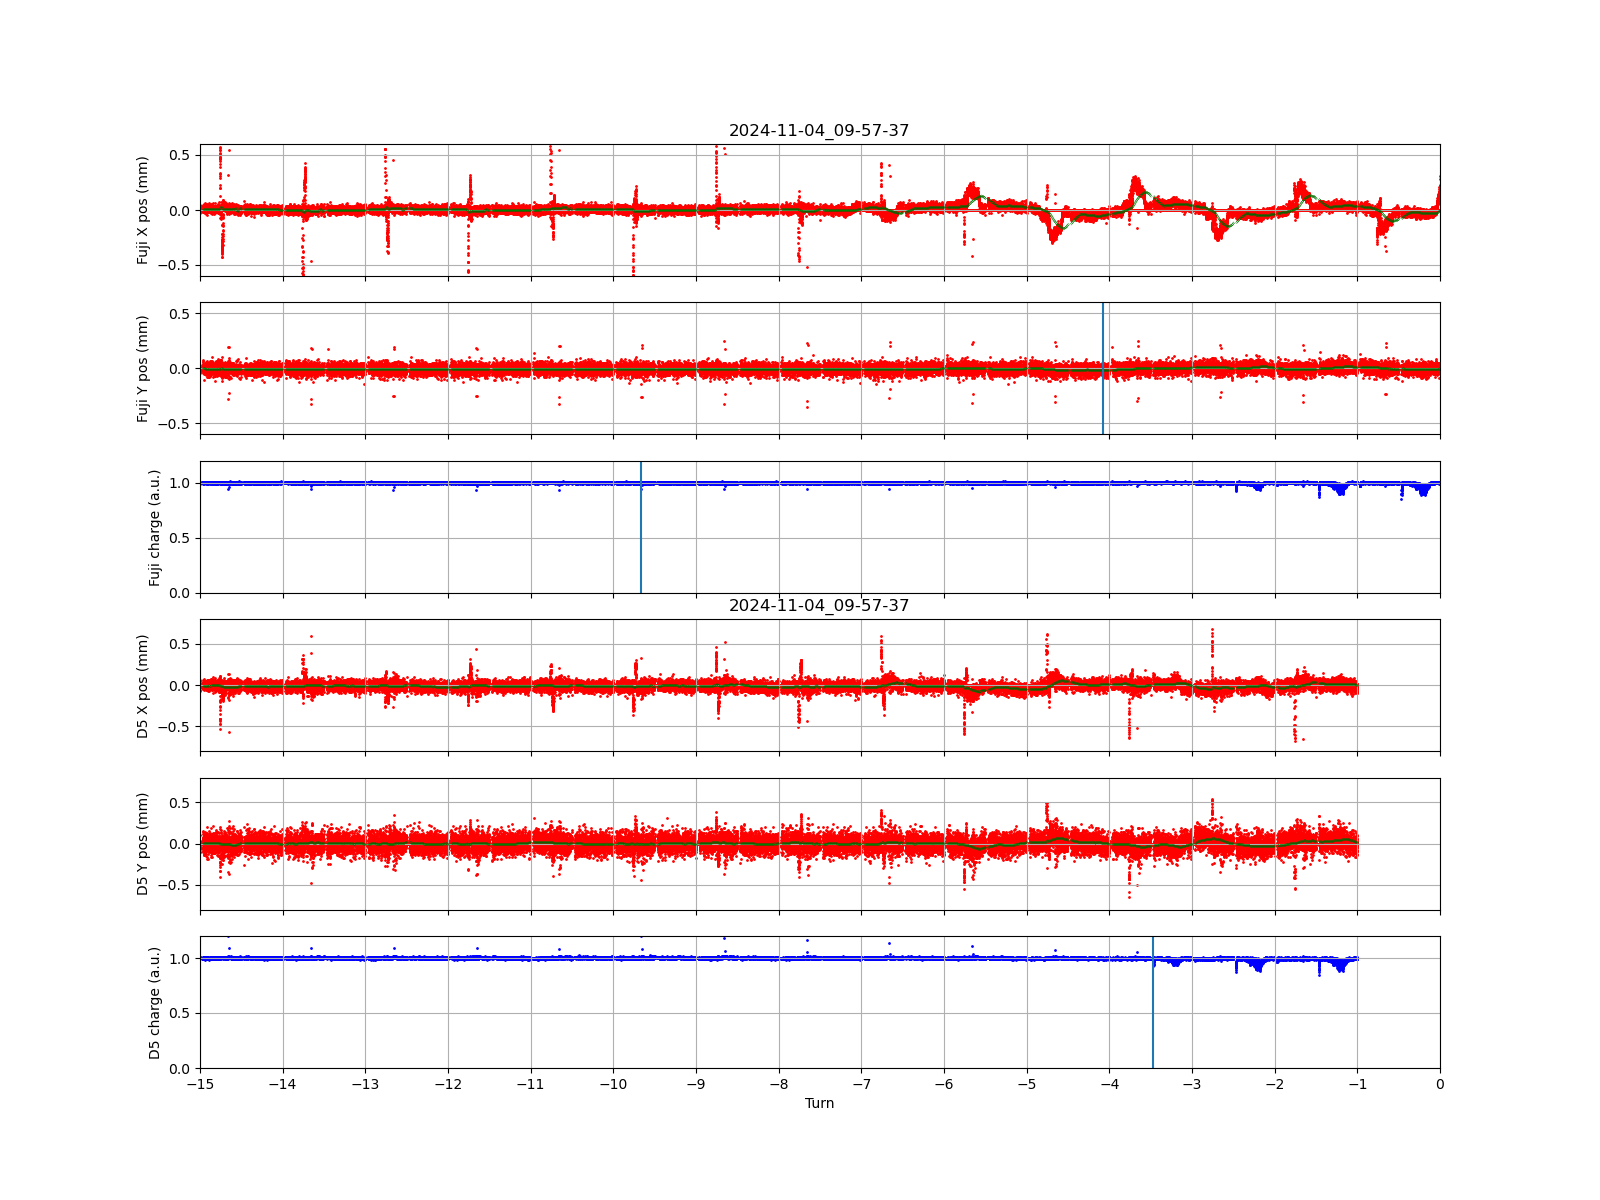 2024-11-04_09-57-37
Fuji X pos (mm)
0.5
0.0
−0.5
Fuji Y pos (mm)
0.5
0.0
−0.5
Fuji charge (a.u.)
1.0
0.5
0.0
2024-11-04_09-57-37
D5 X pos (mm)
0.5
0.0
−0.5
D5 Y pos (mm)
0.5
0.0
−0.5
D5 charge (a.u.)
1.0
0.5
0.0
−15 −14 −13 −12 −11 −10 −9 −8 −7 −6 −5 −4 −3 −2 −1 0
Turn